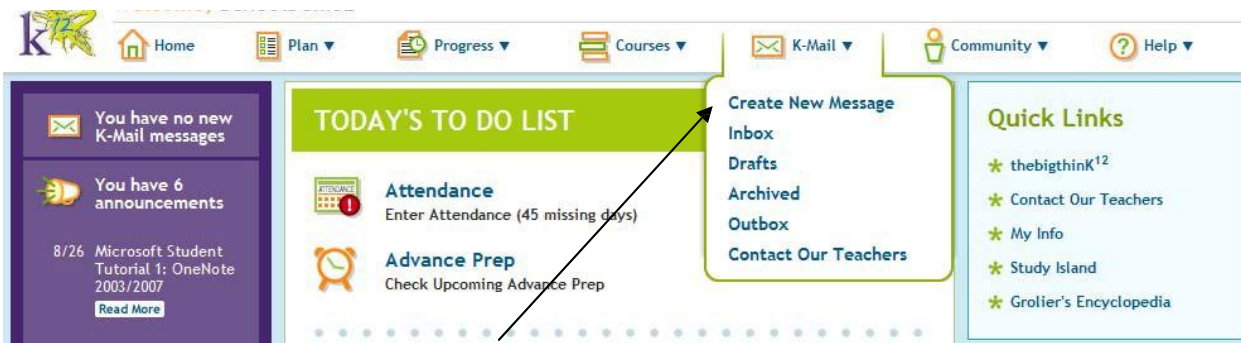 k12
Home
Plan ▼
Progress ▼
Courses ▼
K-Mail ▼
Community ▼
? Help ▼
You have no new
K-Mail messages
You have 6
announcements
8/26 Microsoft Student
Tutorial 1: OneNote
2003/2007
Read More
TODAY'S TO DO LIST
ATTENDANCE
Attendance
Enter Attendance (45 missing days)
Advance Prep
Check Upcoming Advance Prep
Create New Message
Inbox
Drafts
Archived
Outbox
Contact Our Teachers
Quick Links
thebigthinK12
Contact Our Teachers
My Info
Study Island
Grolier's Encyclopedia